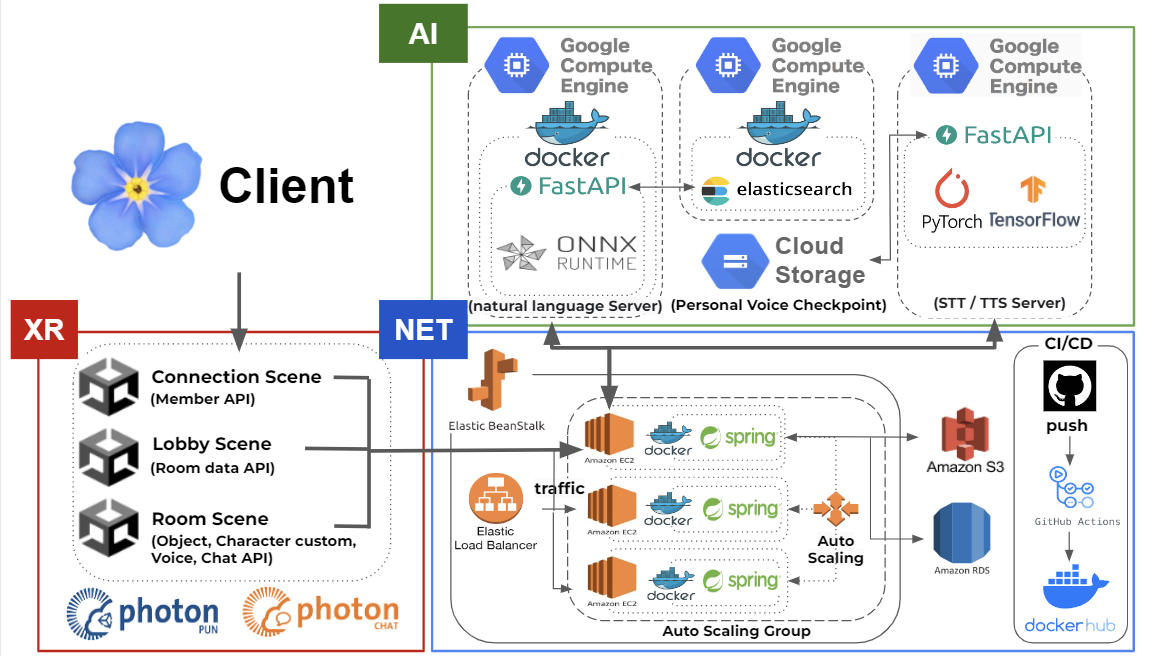 AI
Google
Compute
Engine
Google
Compute
Engine
Google
Compute
Engine
docker
docker
FastAPI
FastAPI
elasticsearch
PyTorch
TensorFlow
ONNX
RUNTIME
Cloud
Storage
(natural language Server)
(Personal Voice Checkpoint)
(STT / TTS Server)
Client
XR
Connection Scene
(Member API)
Lobby Scene
(Room data API)
Room Scene
(Object, Character custom,
Voice, Chat API)
photon
PUN
photon
CHAT
NET
Elastic BeanStalk
Elastic
Load Balancer
traffic
Amazon EC2
docker
spring
Amazon EC2
docker
spring
Amazon EC2
docker
spring
Auto
Scaling
Auto Scaling Group
Amazon S3
Amazon RDS
CI/CD
push
GitHub Actions
dockerhub